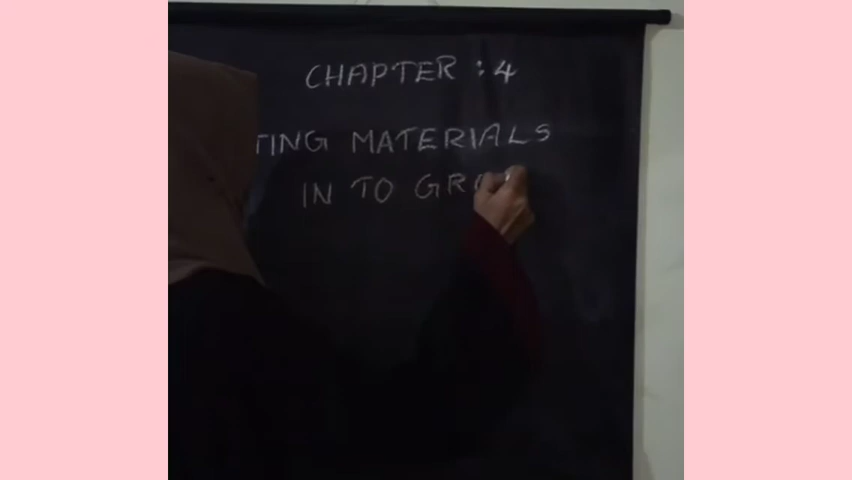 CHAPTER : 4
TING MATERIALS
IN TO GR